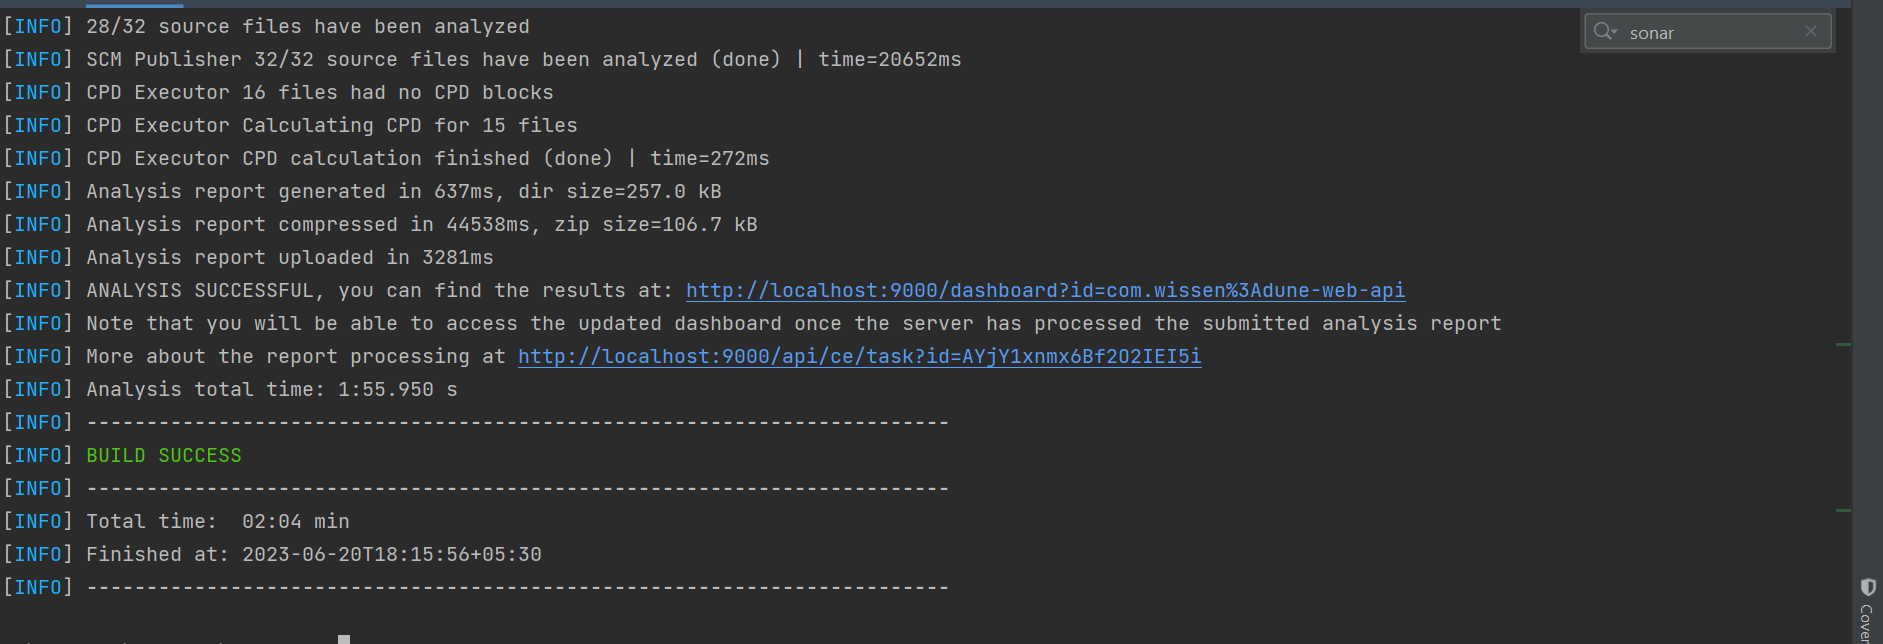 [INFO] 28/32 source files have been analyzed
sonar
[INFO] SCM Publisher 32/32 source files have been analyzed (done) | time=20652ms
[INFO] CPD Executor 16 files had no CPD blocks
[INFO] CPD Executor Calculating CPD for 15 files
[INFO] CPD Executor CPD calculation finished (done) | time=272ms
[INFO] Analysis report generated in 637ms, dir size=257.0 kB
[INFO] Analysis report compressed in 44538ms, zip size=106.7 kB
[INFO] Analysis report uploaded in 3281ms
[INFO] ANALYSIS SUCCESSFUL, you can find the results at: http://localhost:9000/dashboard?id=com.wissen%3Adune-web-api
[INFO] Note that you will be able to access the updated dashboard once the server has processed the submitted analysis report
[INFO] More about the report processing at http://localhost:9000/api/ce/task?id=AYjY1xnmx6Bf2O2IEI5i
[INFO] Analysis total time: 1:55.950 s
[INFO] ------------------------------------------------------------------------
[INFO] BUILD SUCCESS
[INFO] ------------------------------------------------------------------------
[INFO] Total time:  02:04 min
[INFO] Finished at: 2023-06-20T18:15:56+05:30
[INFO] ------------------------------------------------------------------------
Cover